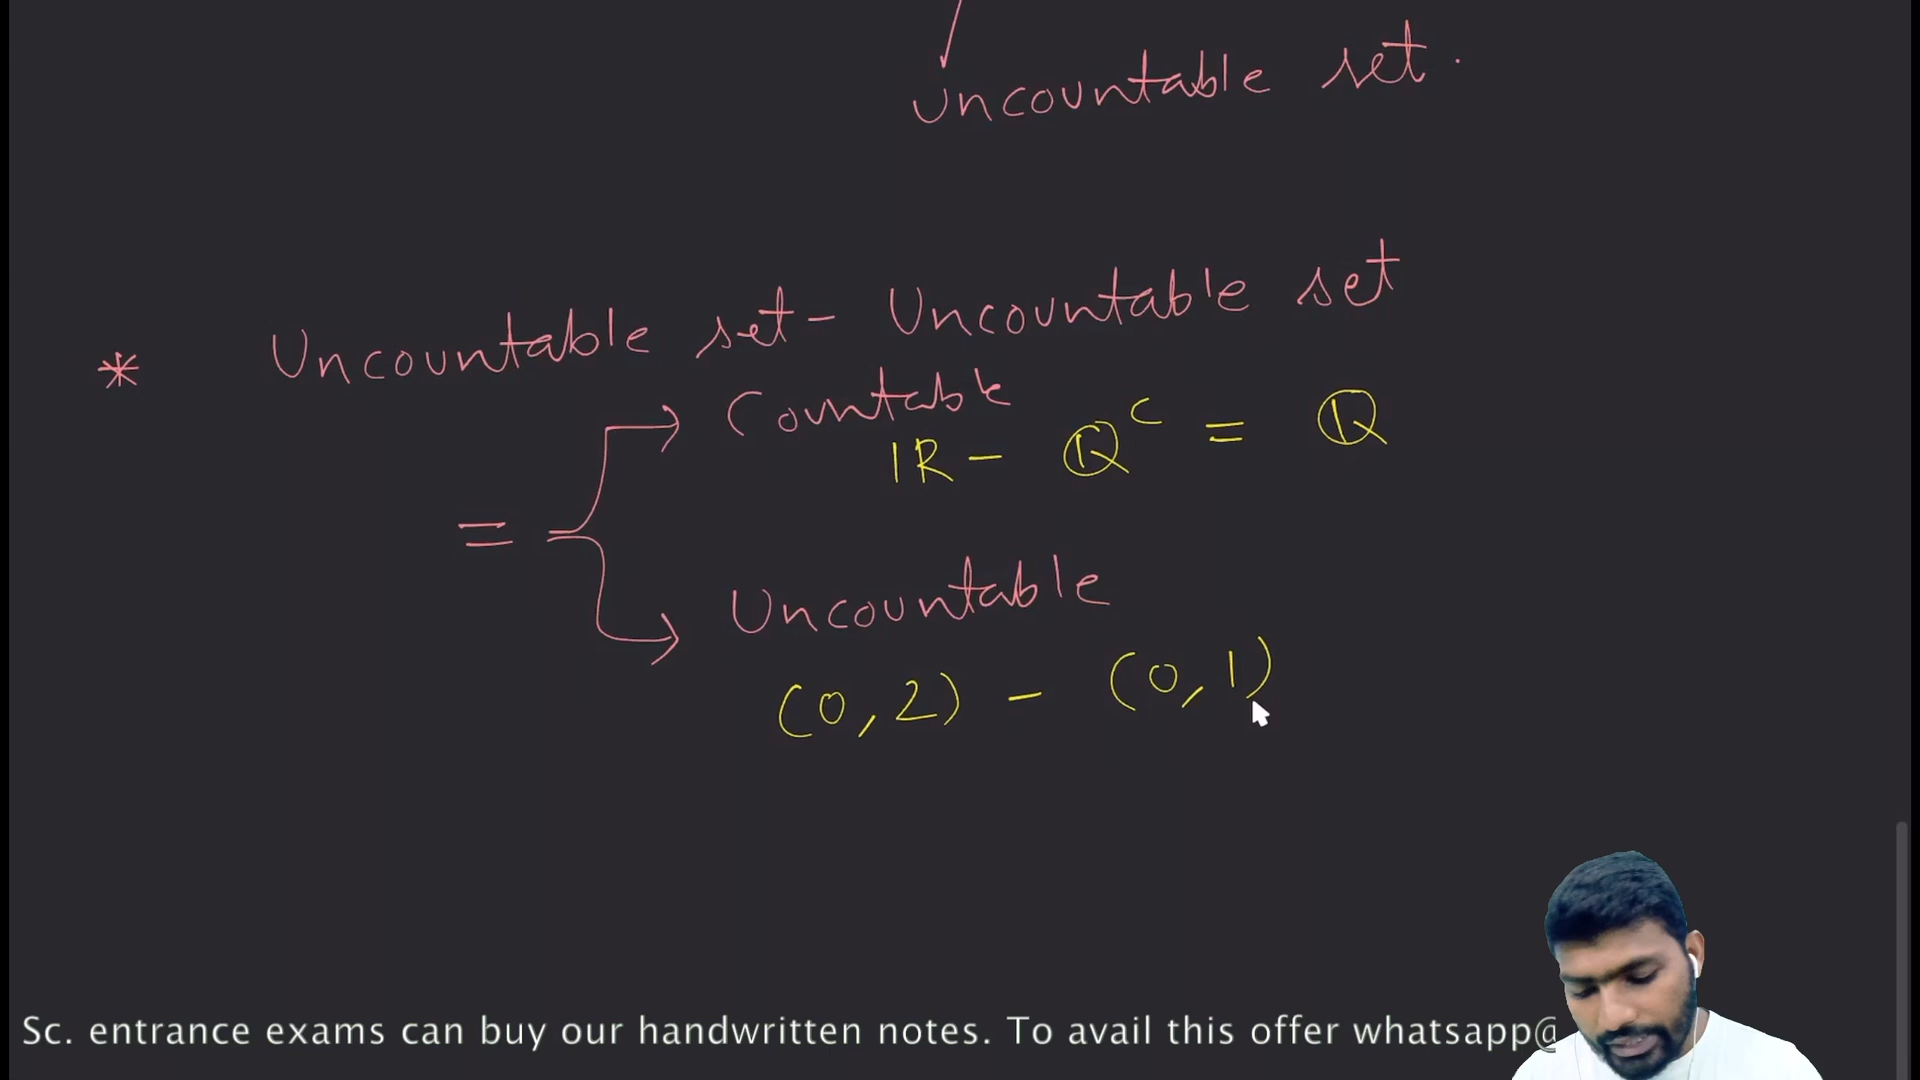 Uncountable set.
* Uncountable set - Uncountable set
Countable
ℝ - ℚᶜ = ℚ
=
Uncountable
(0, 2) - (0, 1)
Sc. entrance exams can buy our handwritten notes. To avail this offer whatsapp@